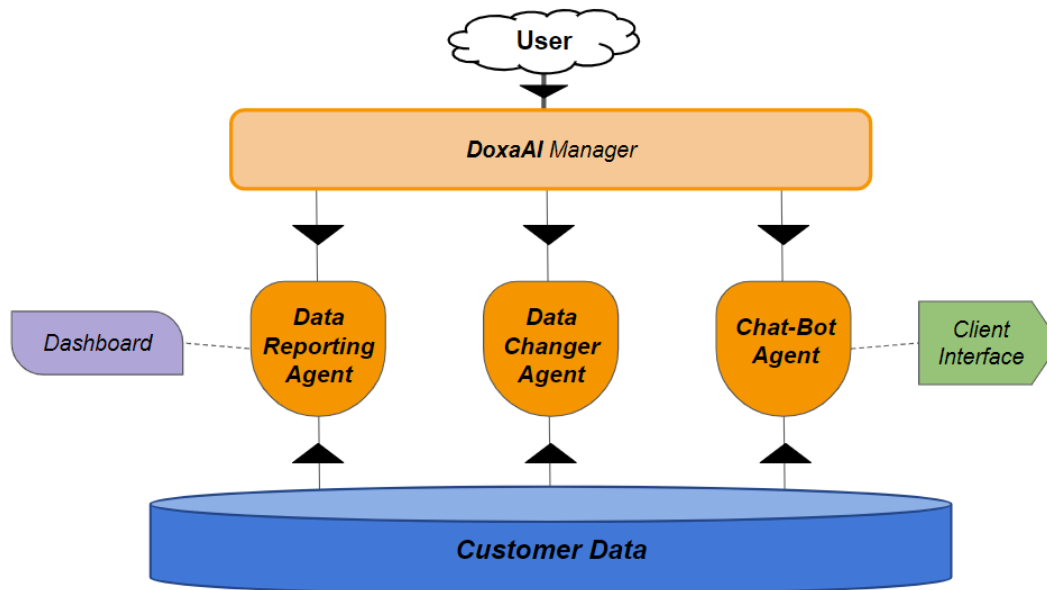 User
DoxaAI Manager
Dashboard
Data
Reporting
Agent
Data
Changer
Agent
Chat-Bot
Agent
Client
Interface
Customer Data